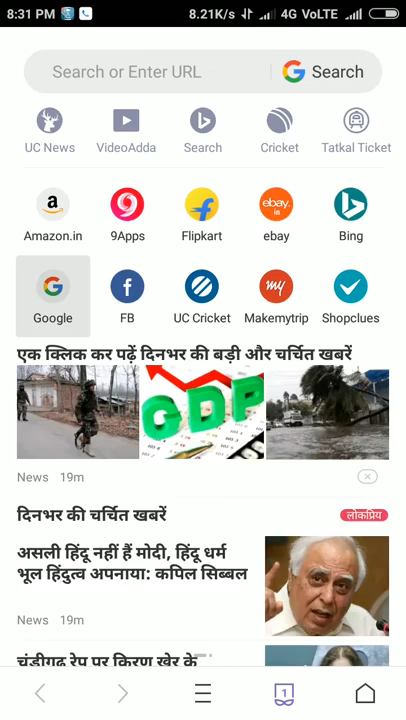 8:31 PM 8.21K/s 4G VoLTE
Search or Enter URL Search
UC News VideoAdda Search Cricket Tatkal Ticket
a ebay.in my
Amazon.in 9Apps Flipkart ebay Bing
Google FB UC Cricket Makemytrip Shopclues
एक क्लिक कर पढ़ें दिनभर की बड़ी और चर्चित खबरें
GDP
News 19m
दिनभर की चर्चित खबरें लोकप्रिय
असली हिंदू नहीं हैं मोदी, हिंदू धर्म
भूल हिंदुत्व अपनाया: कपिल सिब्बल
News 19m
चंडीगढ़ रेप पर किरण खेर के
1